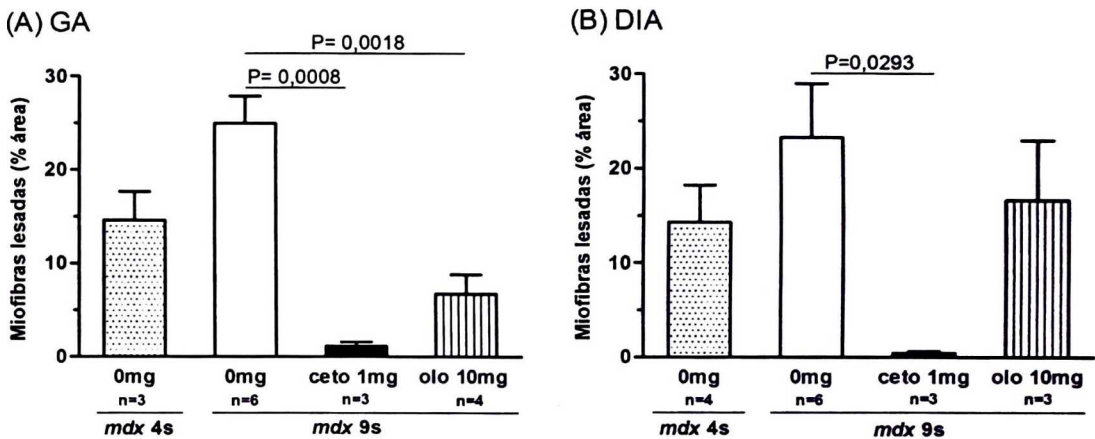 (A) GA
P= 0,0018
P= 0,0008
Miofibras lesadas (% área)
30
20
10
0
0mg 0mg ceto 1mg olo 10mg
n=3 n=6 n=3 n=4
mdx 4s mdx 9s
(B) DIA
P=0,0293
Miofibras lesadas (% área)
30
20
10
0
0mg 0mg ceto 1mg olo 10mg
n=4 n=6 n=3 n=3
mdx 4s mdx 9s